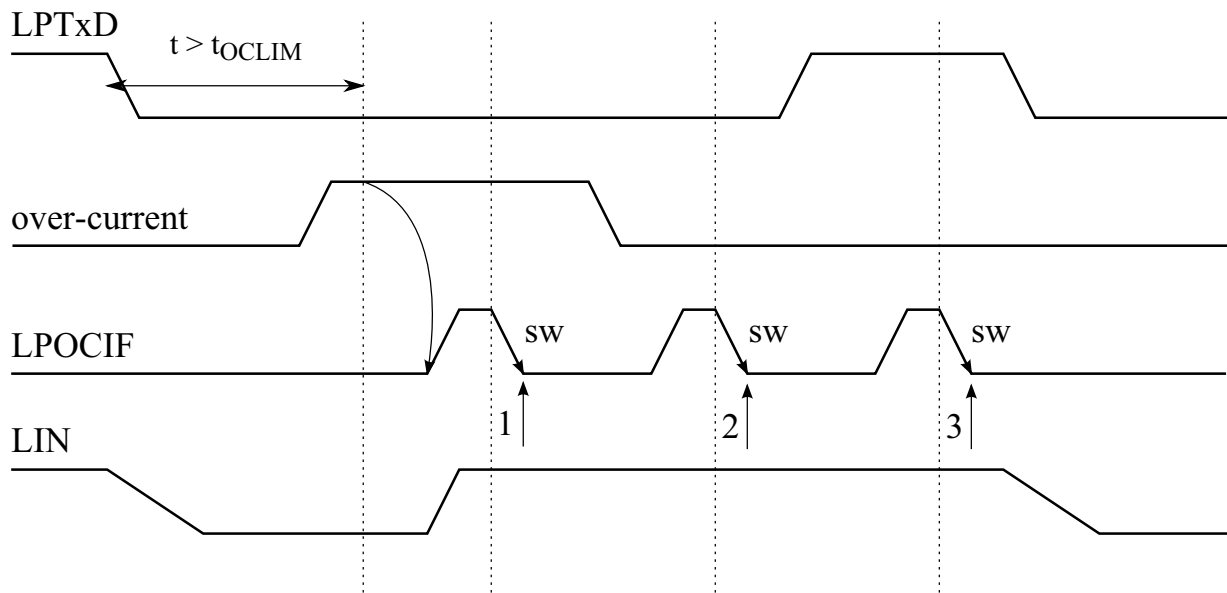 LPTxD
t > tOCLIM
over-current
LPOCIF
sw
sw
sw
1
2
3
LIN